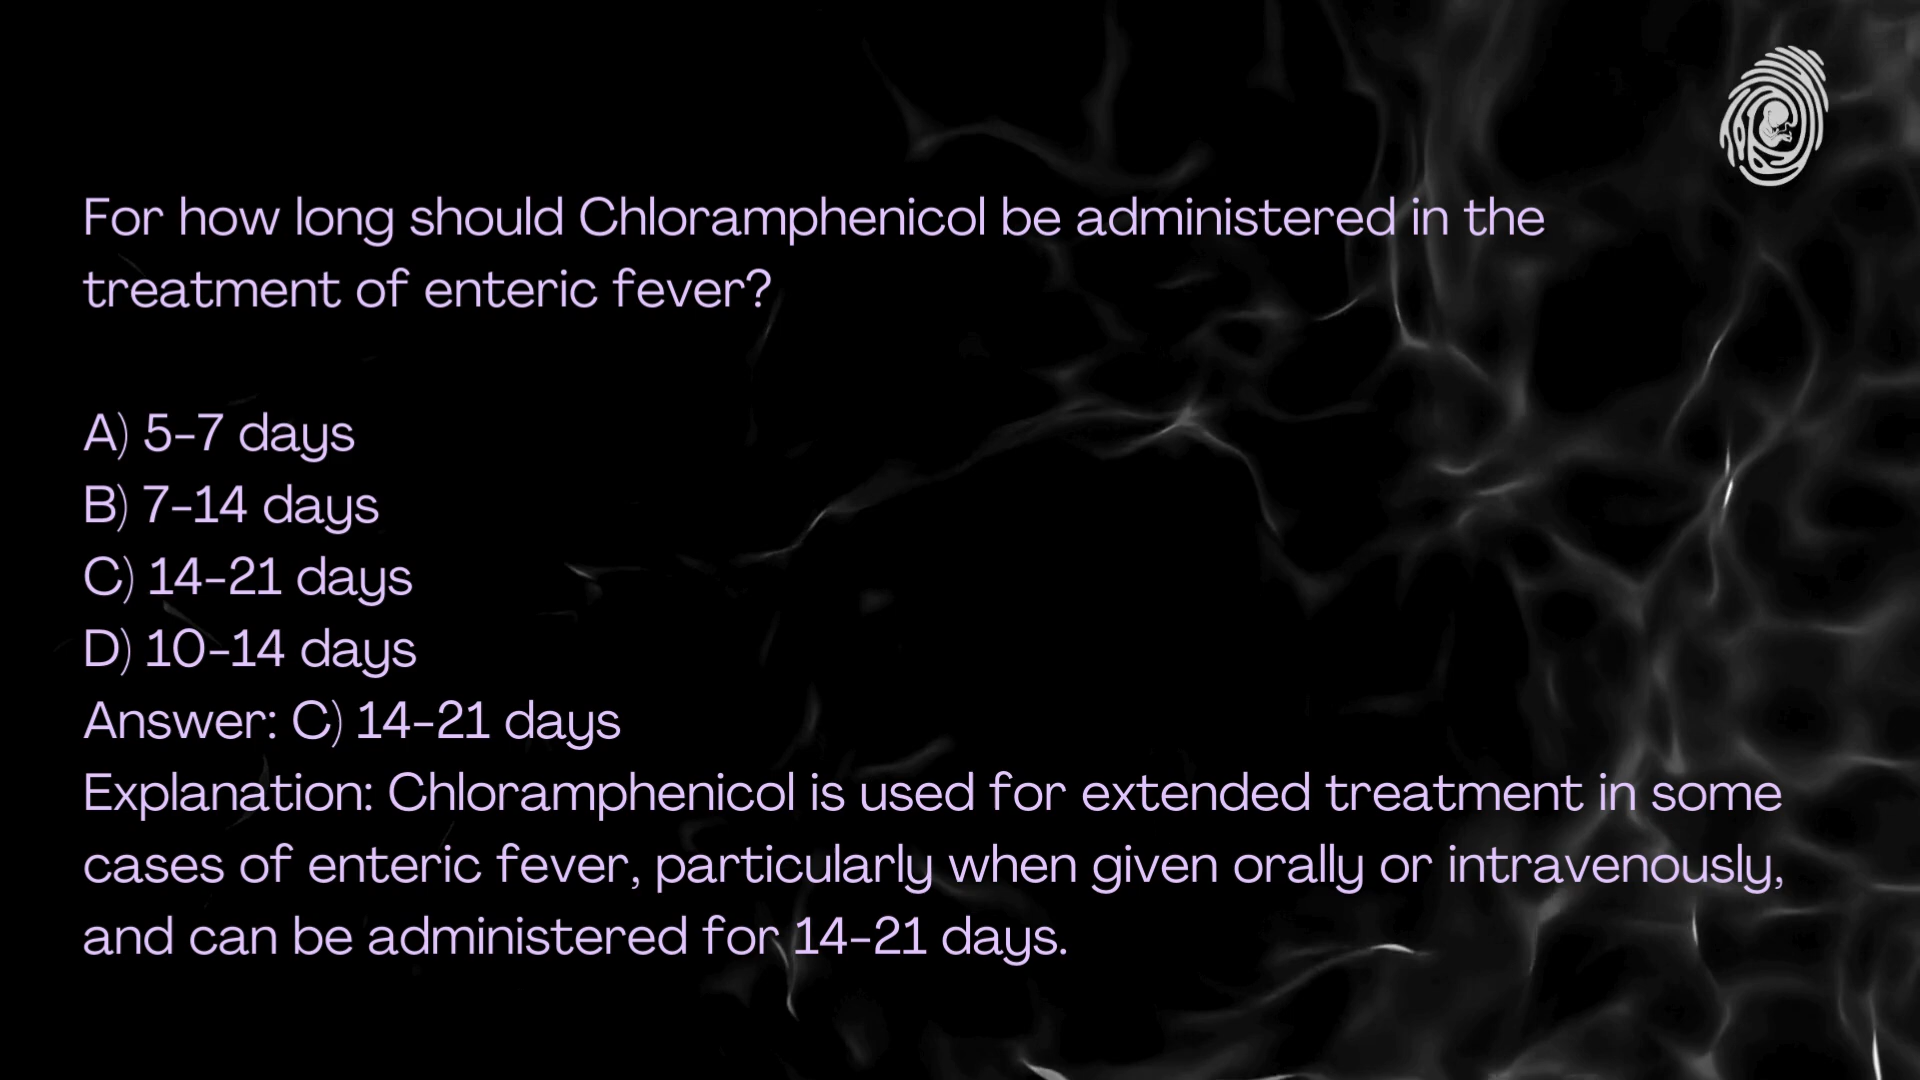 For how long should Chloramphenicol be administered in the
treatment of enteric fever?
A) 5-7 days
B) 7-14 days
C) 14-21 days
D) 10-14 days
Answer: C) 14-21 days
Explanation: Chloramphenicol is used for extended treatment in some
cases of enteric fever, particularly when given orally or intravenously,
and can be administered for 14-21 days.